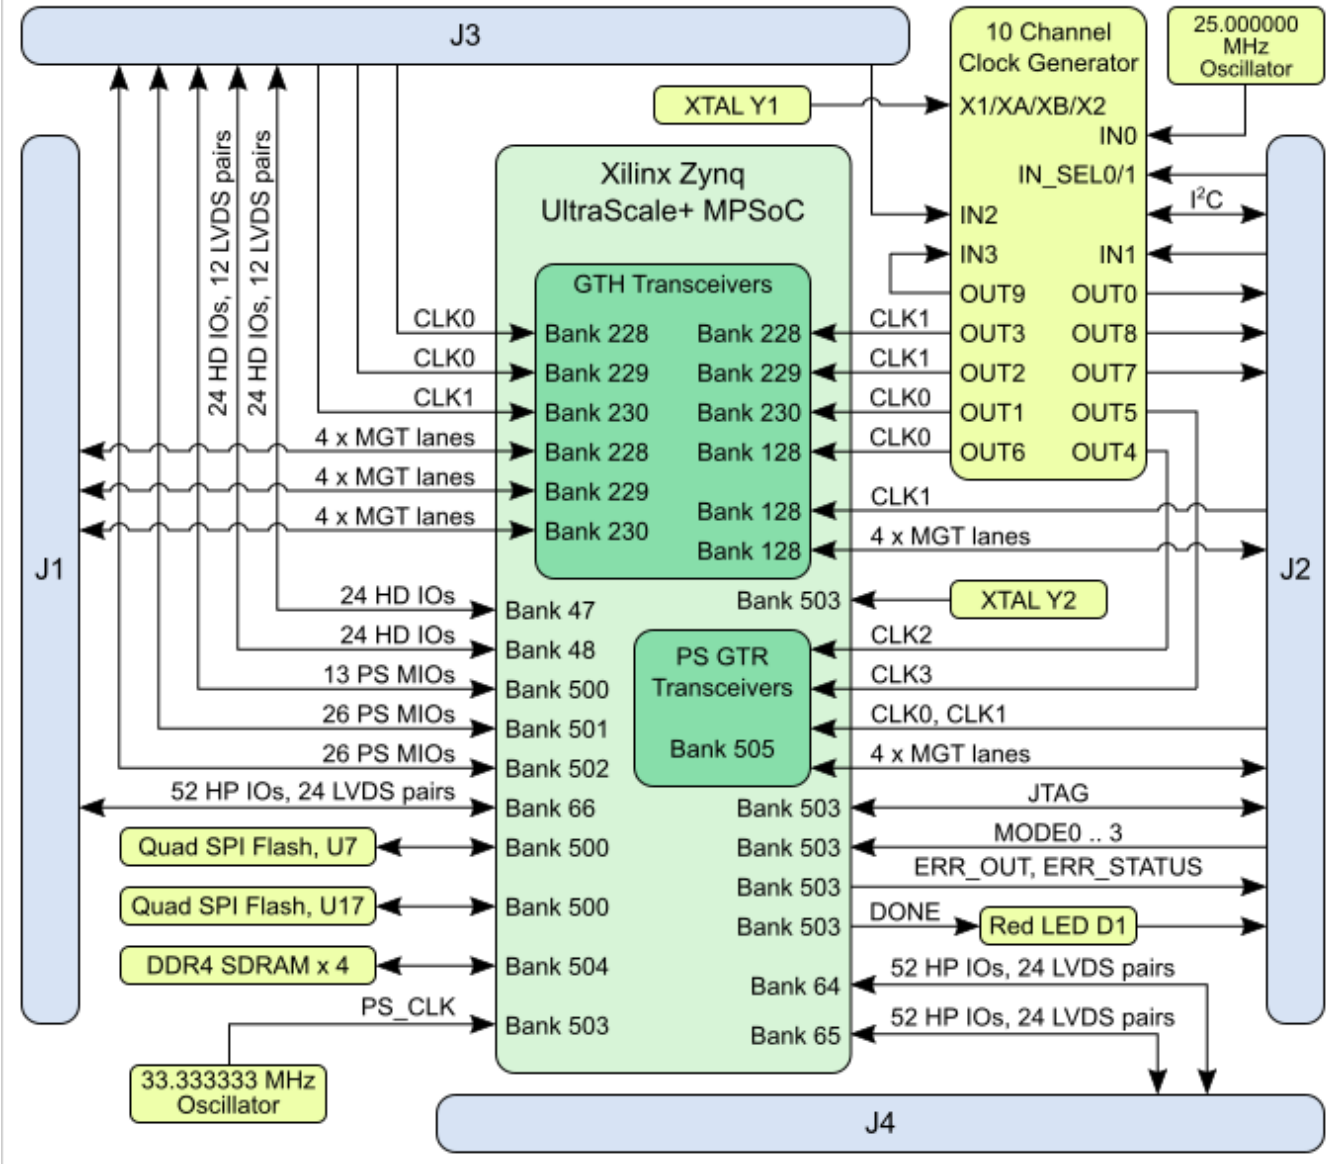 J3
10 Channel
Clock Generator
25.000000
MHz
Oscillator
XTAL Y1
X1/XA/XB/X2
IN0
IN_SEL0/1
I²C
IN2
IN3
IN1
OUT9
OUT0
OUT3
OUT8
OUT2
OUT7
OUT1
OUT5
OUT6
OUT4
24 HD IOs, 12 LVDS pairs
24 HD IOs, 12 LVDS pairs
Xilinx Zynq
UltraScale+ MPSoC
GTH Transceivers
CLK0
Bank 228
Bank 228
CLK1
CLK0
Bank 229
Bank 229
CLK1
CLK1
Bank 230
Bank 230
CLK0
4 x MGT lanes
Bank 228
Bank 128
CLK0
4 x MGT lanes
Bank 229
Bank 128
CLK1
4 x MGT lanes
Bank 230
Bank 128
4 x MGT lanes
J1
J2
24 HD IOs
Bank 47
Bank 503
XTAL Y2
24 HD IOs
Bank 48
PS GTR
Transceivers
Bank 505
CLK2
13 PS MIOs
Bank 500
CLK3
26 PS MIOs
Bank 501
CLK0, CLK1
26 PS MIOs
Bank 502
4 x MGT lanes
52 HP IOs, 24 LVDS pairs
Bank 66
Bank 503
JTAG
Quad SPI Flash, U7
Bank 500
Bank 503
MODE0 .. 3
Bank 503
ERR_OUT, ERR_STATUS
Quad SPI Flash, U17
Bank 500
Bank 503
DONE
Red LED D1
DDR4 SDRAM x 4
Bank 504
Bank 64
52 HP IOs, 24 LVDS pairs
PS_CLK
Bank 503
Bank 65
52 HP IOs, 24 LVDS pairs
33.333333 MHz
Oscillator
J4